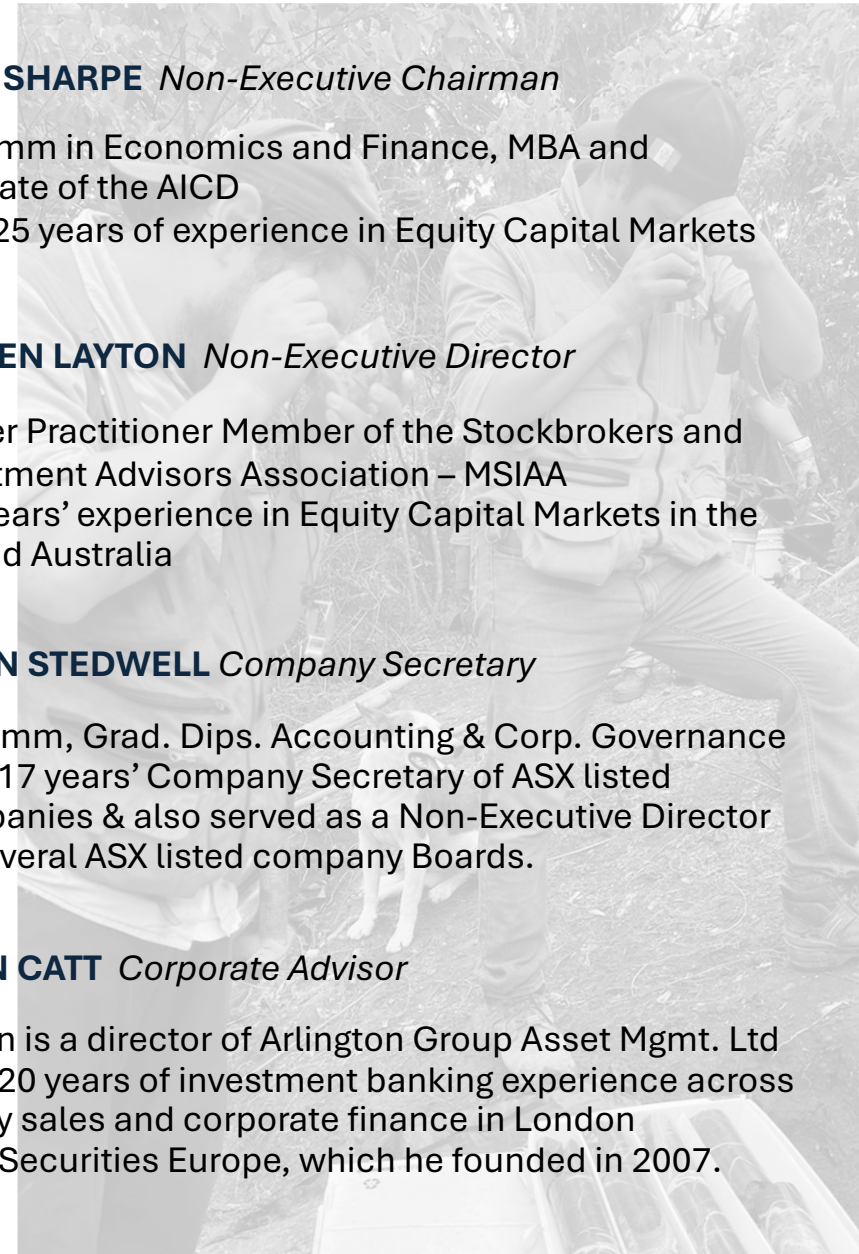 SHARPE Non-Executive Chairman
mm in Economics and Finance, MBA and
ate of the AICD
25 years of experience in Equity Capital Markets
EN LAYTON Non-Executive Director
er Practitioner Member of the Stockbrokers and
tment Advisors Association – MSIAA
ears’ experience in Equity Capital Markets in the
d Australia
N STEDWELL Company Secretary
mm, Grad. Dips. Accounting & Corp. Governance
17 years’ Company Secretary of ASX listed
panies & also served as a Non-Executive Director
veral ASX listed company Boards.
N CATT Corporate Advisor
n is a director of Arlington Group Asset Mgmt. Ltd
20 years of investment banking experience across
y sales and corporate finance in London
Securities Europe, which he founded in 2007.